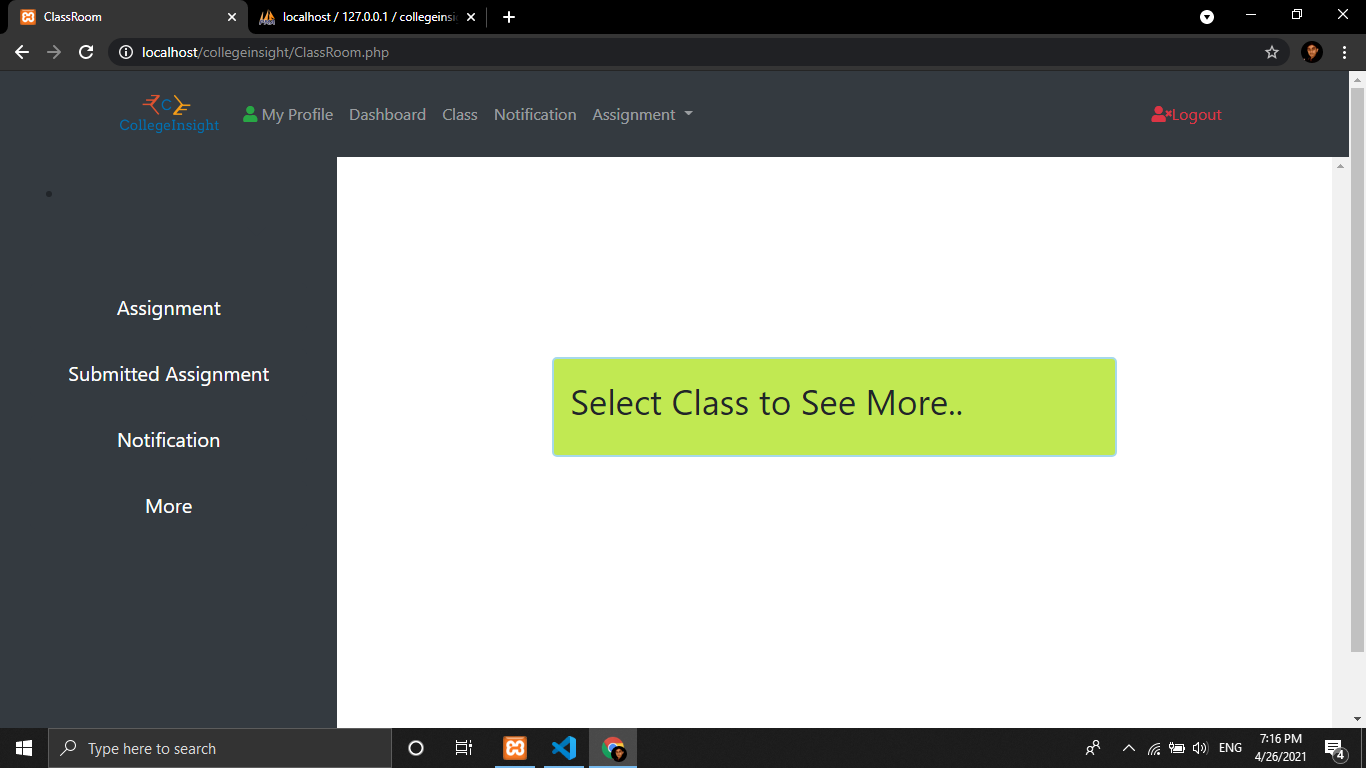 ClassRoom
localhost / 127.0.0.1 / collegeinsi
localhost/collegeinsight/ClassRoom.php
C
CollegeInsight
My Profile Dashboard Class Notification Assignment Logout
Assignment
Submitted Assignment
Notification
More
Select Class to See More..
Type here to search
ENG
7:16 PM
4/26/2021
4